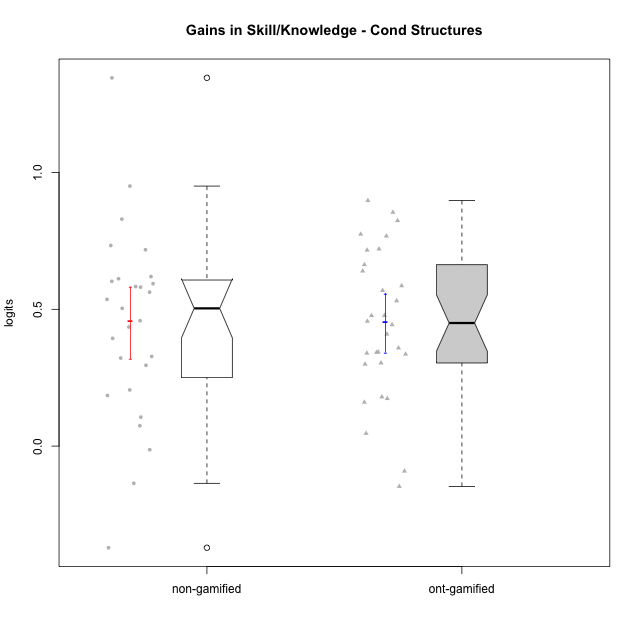 Gains in Skill/Knowledge - Cond Structures
logits
1.0
0.5
0.0
non-gamified
ont-gamified